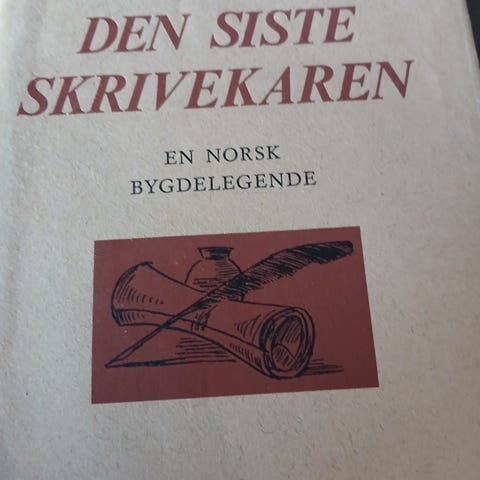 DEN SISTE
SKRIVEKAREN
EN NORSK
BYGDELEGENDE